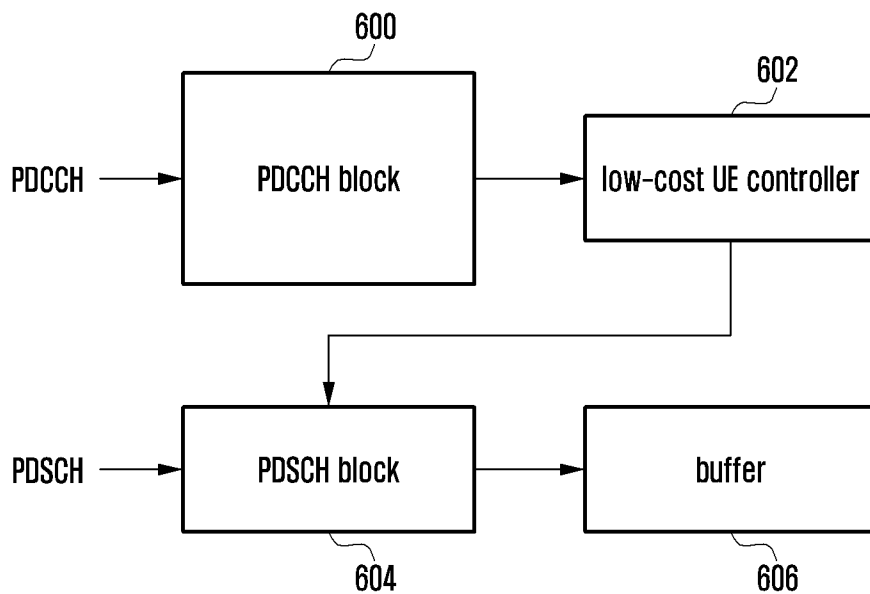 600
602
PDCCH
PDCCH block
low-cost UE controller
PDSCH
PDSCH block
buffer
604
606